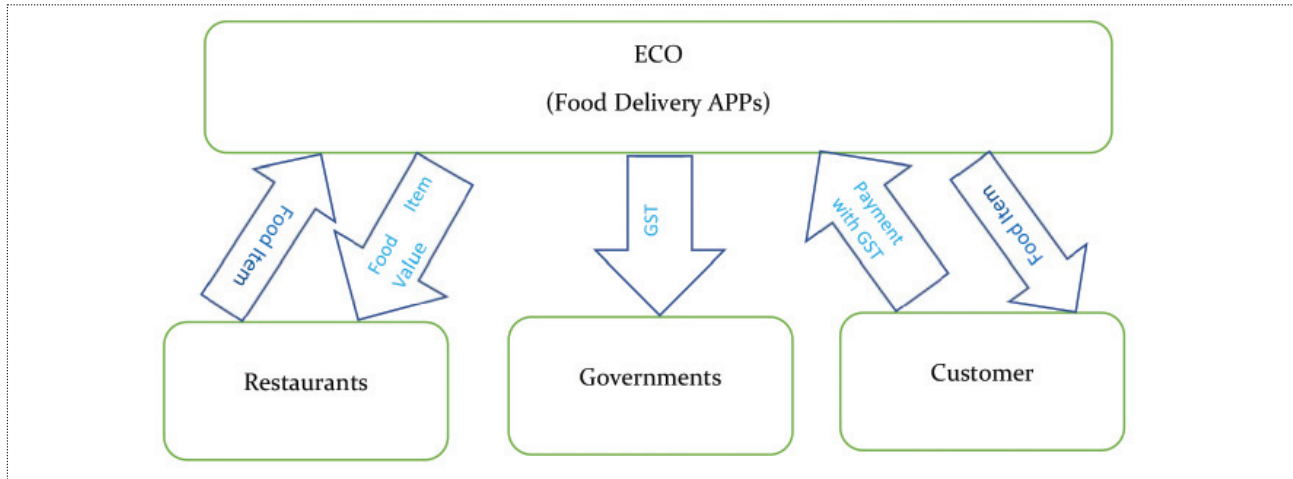 ECO
(Food Delivery APPs)
Food Item
Food Item
Value
GST
Payment
with GST
Food Item
Restaurants
Governments
Customer